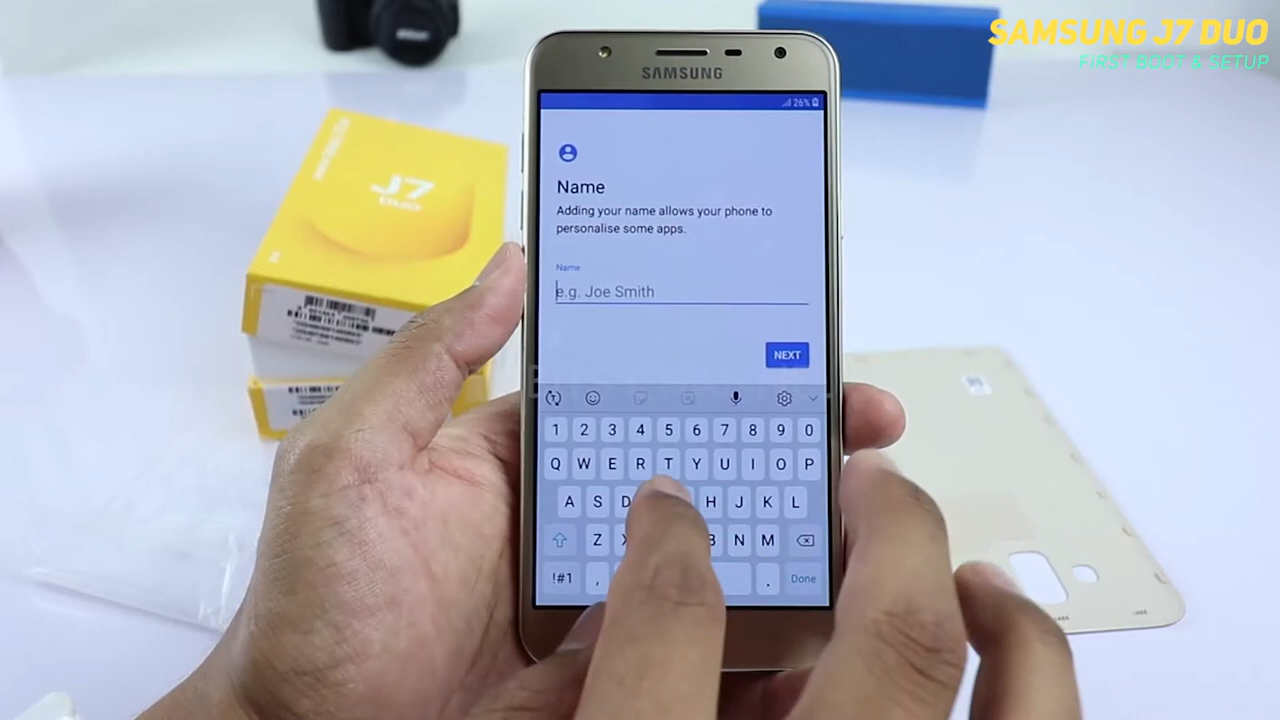 SAMSUNG J7 DUO
FIRST BOOT & SETUP
SAMSUNG
26%
Name
Adding your name allows your phone to
personalise some apps.
Name
e.g. Joe Smith
NEXT
1 2 3 4 5 6 7 8 9 0
Q W E R T Y U I O P
A S D H J K L
Z B N M
!#1 , . Done
J7
DUO